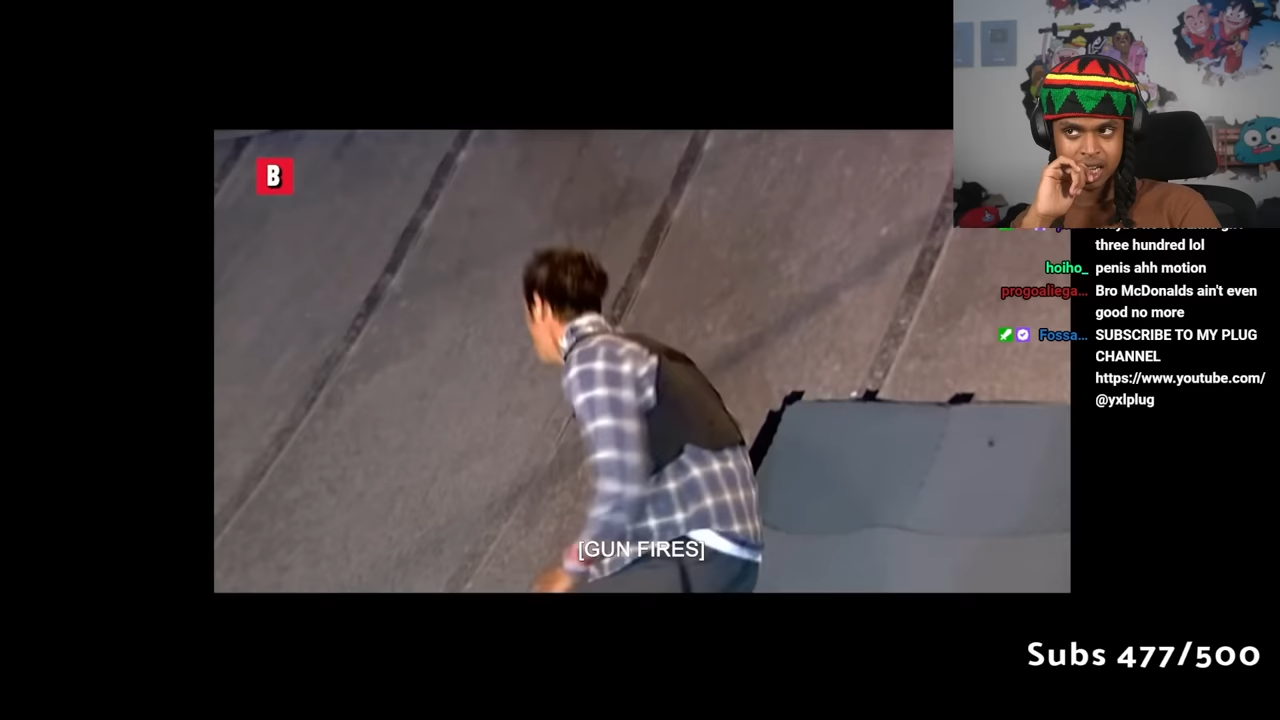 B
three hundred lol
hoiho_ penis ahh motion
progoaliega... Bro McDonalds ain't even
good no more
Fossa... SUBSCRIBE TO MY PLUG
CHANNEL
https://www.youtube.com/
@yxlplug
[GUN FIRES]
Subs 477/500